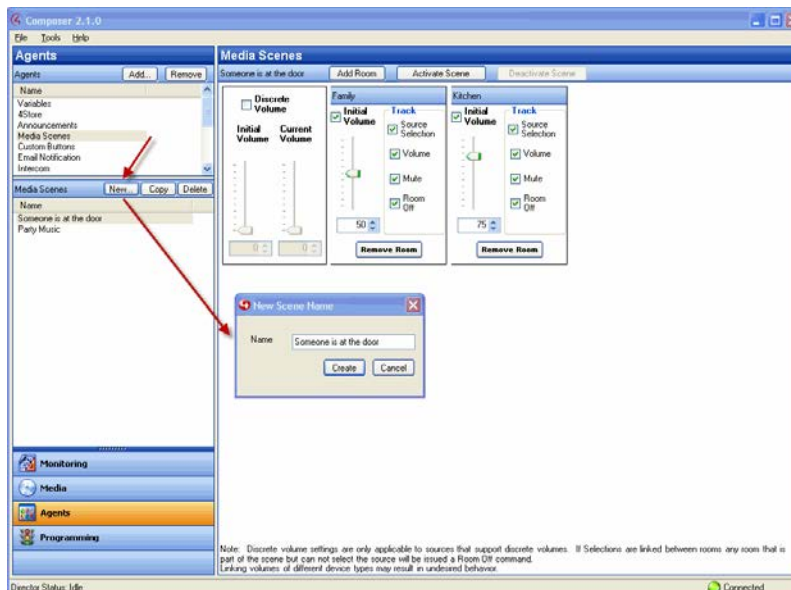 Composer 2.1.0
File Tools Help
Agents
Agents Add... Remove
Name
Variables
4Store
Announcements
Media Scenes
Custom Buttons
Email Notification
Intercom
Media Scenes New... Copy Delete
Name
Someone is at the door
Party Music
Monitoring
Media
Agents
Programming
Media Scenes
Someone is at the door Add Room Activate Scene Deactivate Scene
Discrete Volume
Initial Volume Current Volume
0 0
Family
Initial Volume
Track
Source Selection
Volume
Mute
Room Off
50
Remove Room
Kitchen
Initial Volume
Track
Source Selection
Volume
Mute
Room Off
75
Remove Room
New Scene Name
Name Someone is at the door
Create Cancel
Note: Discrete volume settings are only applicable to sources that support discrete volumes. If Selections are linked between rooms any room that is
part of the scene but can not select the source will be issued a Room Off command.
Linking volumes of different device types may result in undesired behavior.
Director Status: Idle Connected